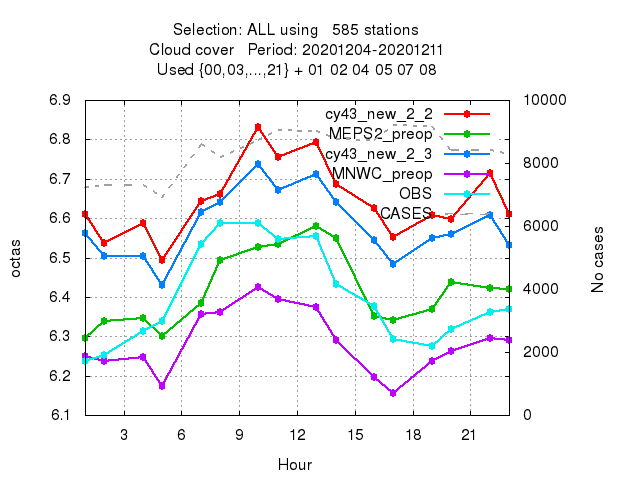 Selection: ALL using   585 stations
Cloud cover   Period: 20201204-20201211
Used {00,03,...,21} + 01 02 04 05 07 08
cy43_new_2_2
MEPS2_preop
cy43_new_2_3
MNWC_preop
OBS
CASES
octas
6.9
6.8
6.7
6.6
6.5
6.4
6.3
6.2
6.1
No cases
10000
8000
6000
4000
2000
0
3 6 9 12 15 18 21
Hour